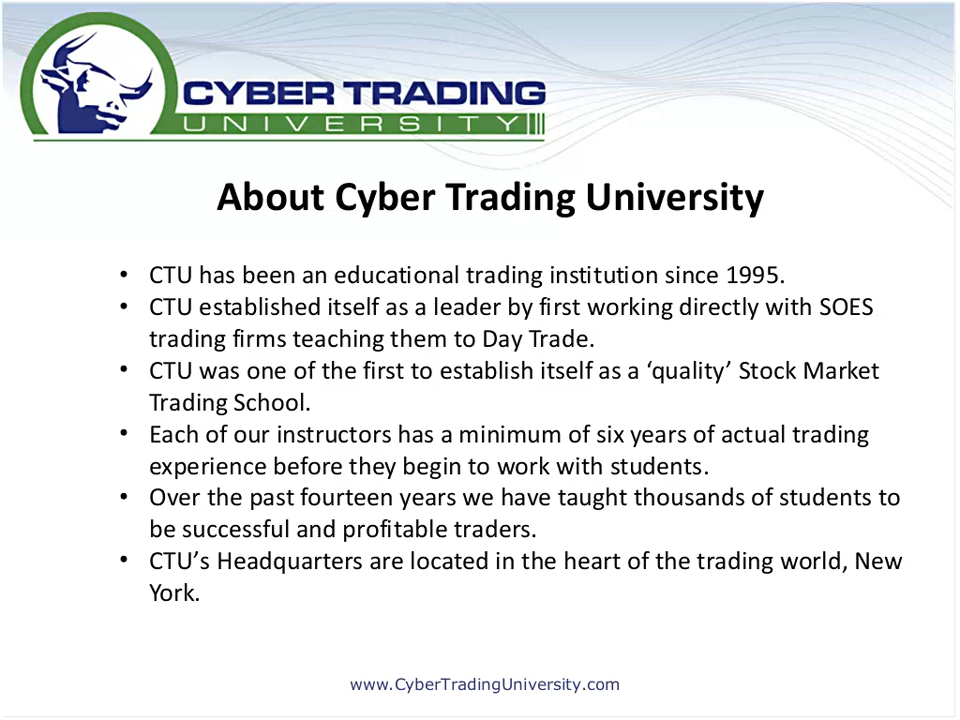 CYBER TRADING
UNIVERSITY
About Cyber Trading University
• CTU has been an educational trading institution since 1995.
• CTU established itself as a leader by first working directly with SOES
trading firms teaching them to Day Trade.
• CTU was one of the first to establish itself as a ‘quality’ Stock Market
Trading School.
• Each of our instructors has a minimum of six years of actual trading
experience before they begin to work with students.
• Over the past fourteen years we have taught thousands of students to
be successful and profitable traders.
• CTU’s Headquarters are located in the heart of the trading world, New
York.
www.CyberTradingUniversity.com